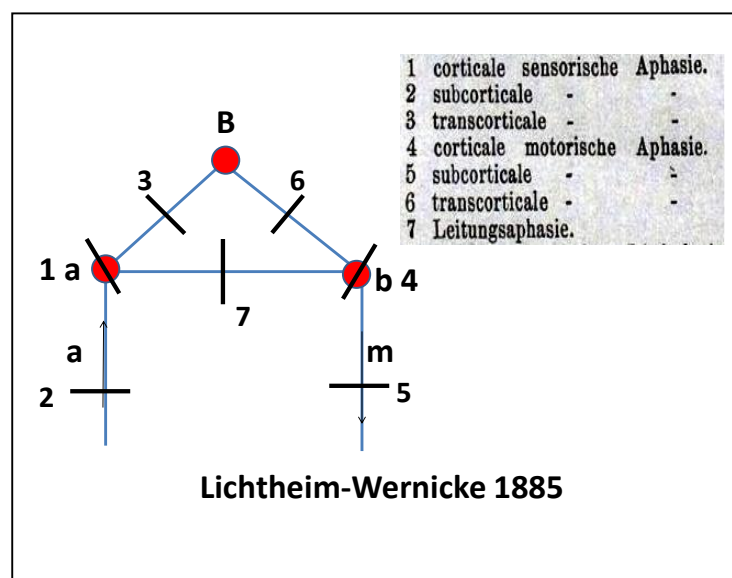 1 corticale sensorische Aphasie.
2 subcorticale - -
3 transcorticale - -
4 corticale motorische Aphasie.
5 subcorticale - -
6 transcorticale - -
7 Leitungsaphasie.
B
3
6
1 a
b 4
7
a
m
2
5
Lichtheim-Wernicke 1885